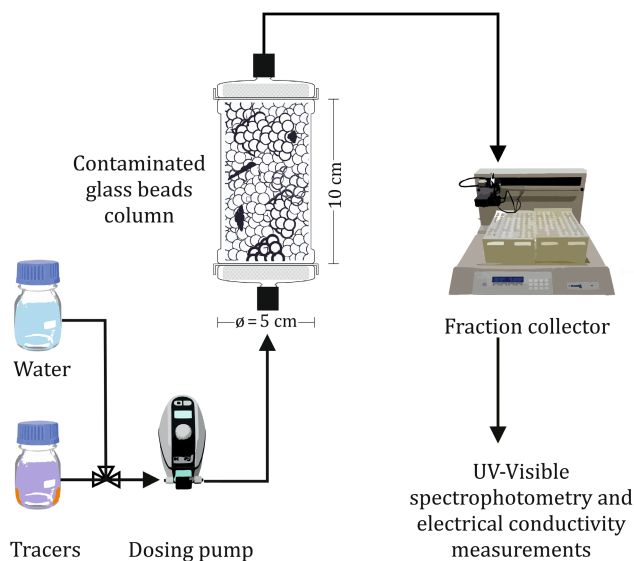 Contaminated
glass beads
column
10 cm
ø = 5 cm
Water
Tracers
Dosing pump
Fraction collector
UV-Visible
spectrophotometry and
electrical conductivity
measurements